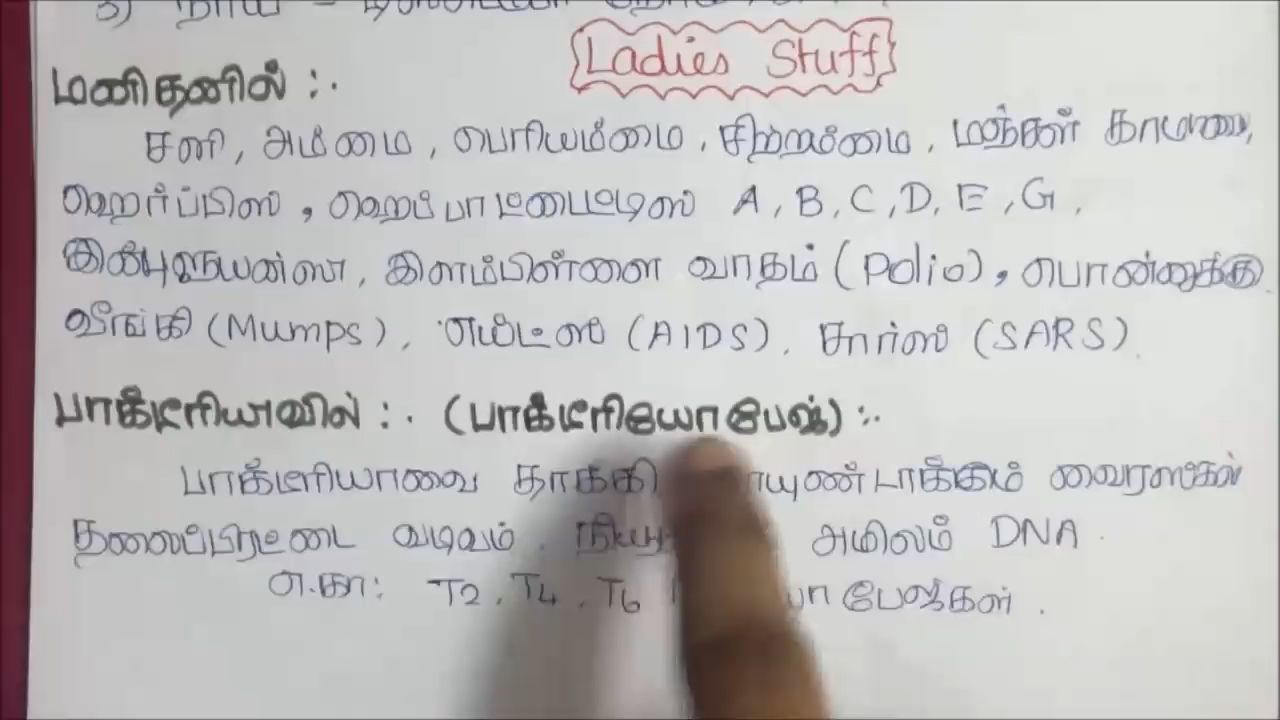 Ladies Stuff
மனிதனில் :-
சளி, அம்மை, பெரியம்மை, சிற்றம்மை, மஞ்சள் காமாலை,
ஹெர்ப்பிஸ், ஹெப்பாட்டைட்டிஸ் A, B, C, D, E, G.
இன்புளுயன்ஸா, இளம்பிள்ளை வாதம் (Polio), பொன்னுக்கு
வீங்கி (Mumps), எய்ட்ஸ் (AIDS), சார்ஸ் (SARS).
பாக்டீரியாவில் :- (பாக்டீரியோபேஜ்) :-
பாக்டீரியாவை தாக்கி வைரஸ்கள்
தலைப்பிரட்டை வடிவம். அமிலம் DNA.
எ.கா: T2, T4, T6 பேஜ்கள்.